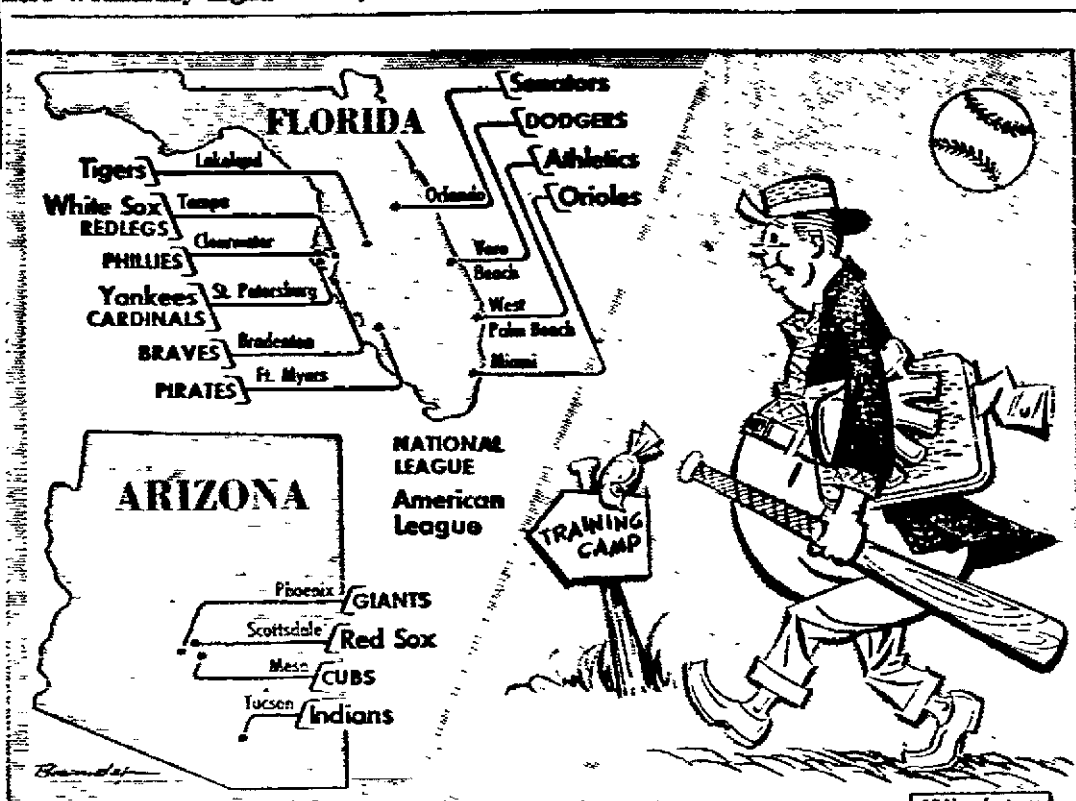 FLORIDA
Senators
DODGERS
Athletics
Orioles
Tigers
Lakeland
White Sox
REDLEGS
Tampa
PHILLIES
Clearwater
Yankees
CARDINALS
St. Petersburg
BRAVES
Bradenton
PIRATES
Ft. Myers
Orlando
Vero
Beach
West
Palm Beach
Miami
NATIONAL
LEAGUE
American
League
ARIZONA
Phoenix
GIANTS
Scottsdale
Red Sox
Mesa
CUBS
Tucson
Indians
TRAINING
CAMP